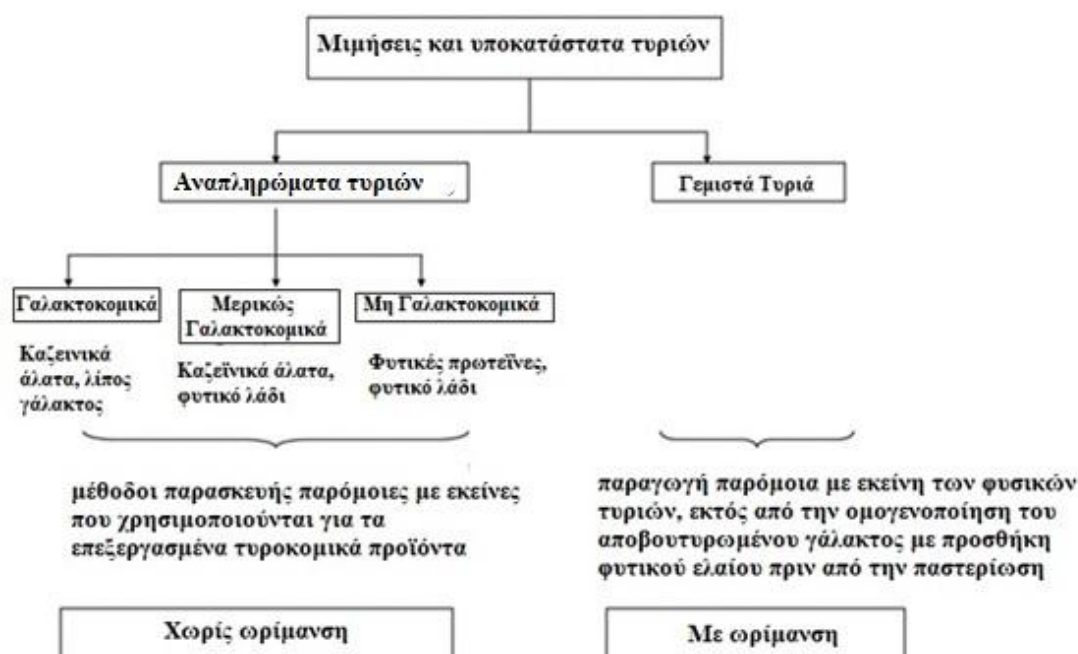 Μιμήσεις και υποκατάστατα τυριών
Αναπληρώματα τυριών
Γεμιστά Τυριά
Γαλακτοκομικά
Μερικώς
Γαλακτοκομικά
Μη Γαλακτοκομικά
Καζεινικά
άλατα, λίπος
γάλακτος
Καζεϊνικά άλατα,
φυτικό λάδι
Φυτικές πρωτεΐνες,
φυτικό λάδι
μέθοδοι παρασκευής παρόμοιες με εκείνες
που χρησιμοποιούνται για τα
επεξεργασμένα τυροκομικά προϊόντα
παραγωγή παρόμοια με εκείνη των φυσικών
τυριών, εκτός από την ομογενοποίηση του
αποβουτυρωμένου γάλακτος με προσθήκη
φυτικού ελαίου πριν από την παστερίωση
Χωρίς ωρίμανση
Με ωρίμανση